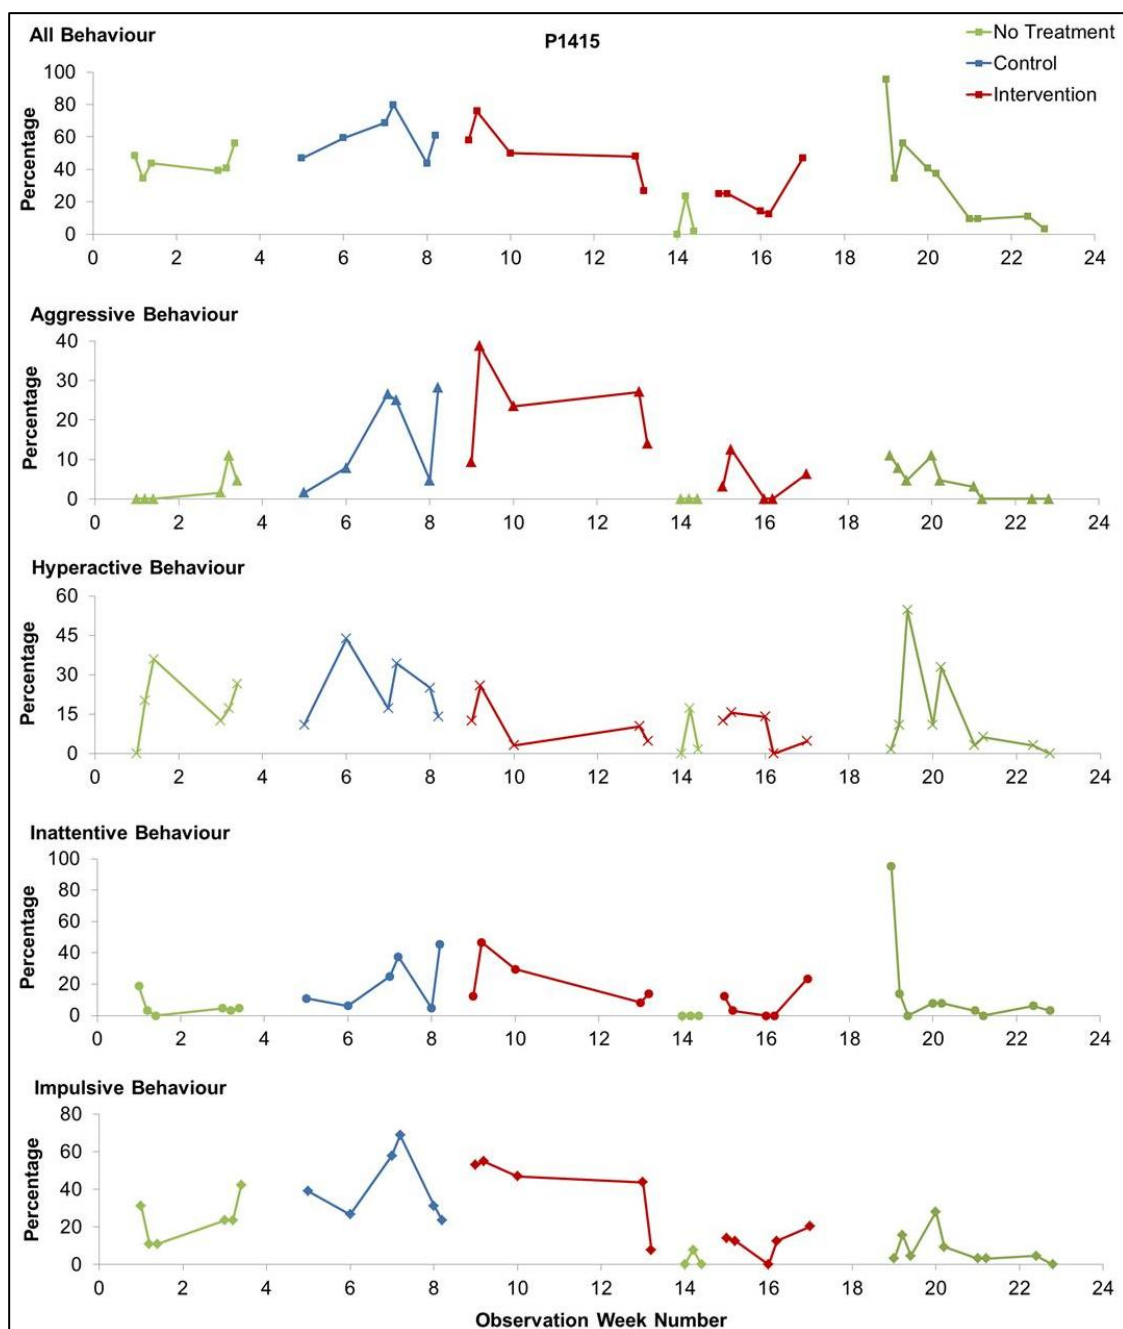 All Behaviour
P1415
No Treatment
Control
Intervention
Percentage
100
80
60
40
20
0
0 2 4 6 8 10 12 14 16 18 20 22 24
Aggressive Behaviour
Percentage
40
30
20
10
0
0 2 4 6 8 10 12 14 16 18 20 22 24
Hyperactive Behaviour
Percentage
60
45
30
15
0
0 2 4 6 8 10 12 14 16 18 20 22 24
Inattentive Behaviour
Percentage
100
80
60
40
20
0
0 2 4 6 8 10 12 14 16 18 20 22 24
Impulsive Behaviour
Percentage
80
60
40
20
0
0 2 4 6 8 10 12 14 16 18 20 22 24
Observation Week Number